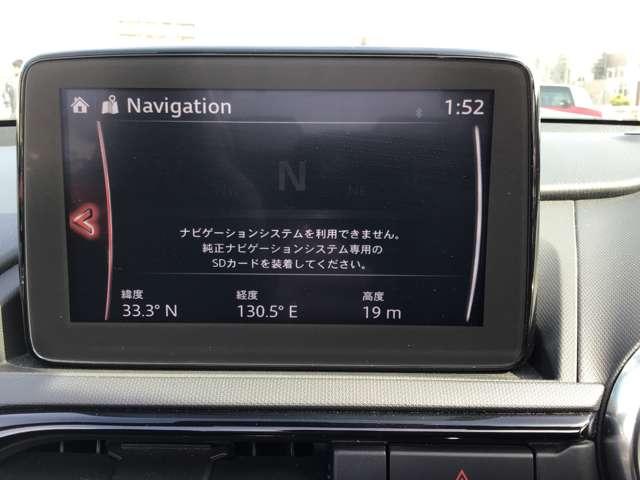 Navigation
1:52
N
NE
ナビゲーションシステムを利用できません。
純正ナビゲーションシステム専用の
SDカードを装着してください。
緯度 経度 高度
33.3° N 130.5° E 19 m